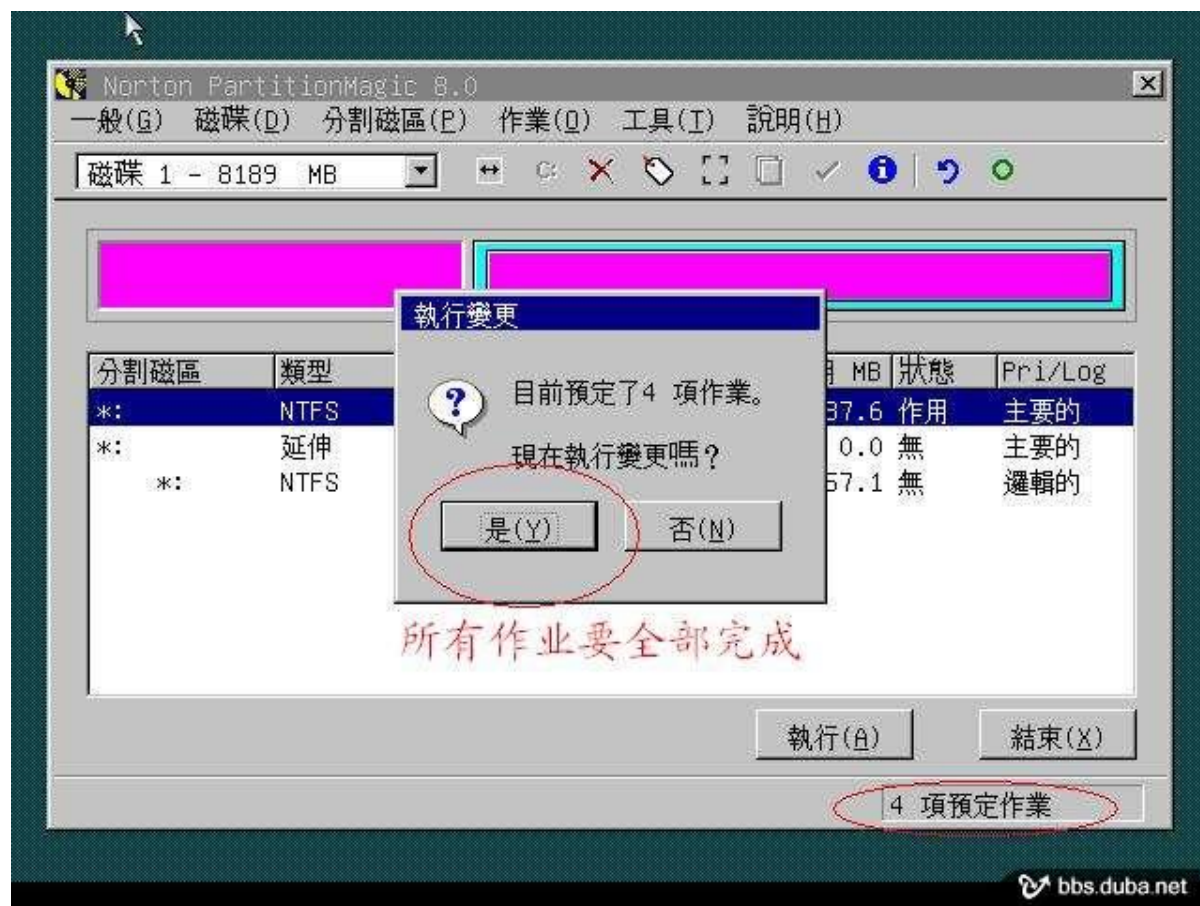 Norton PartitionMagic 8.0
一般(G) 磁碟(D) 分割磁區(P) 作業(O) 工具(T) 說明(H)
磁碟 1 - 8189 MB
C:
執行變更
分割磁區 類型 MB 狀態 Pri/Log
*: NTFS 37.6 作用 主要的
*: 延伸 0.0 無 主要的
*: NTFS 57.1 無 邏輯的
目前預定了4 項作業。
現在執行變更嗎?
是(Y) 否(N)
所有作业要全部完成
執行(A) 結束(X)
4 項預定作業
bbs.duba.net